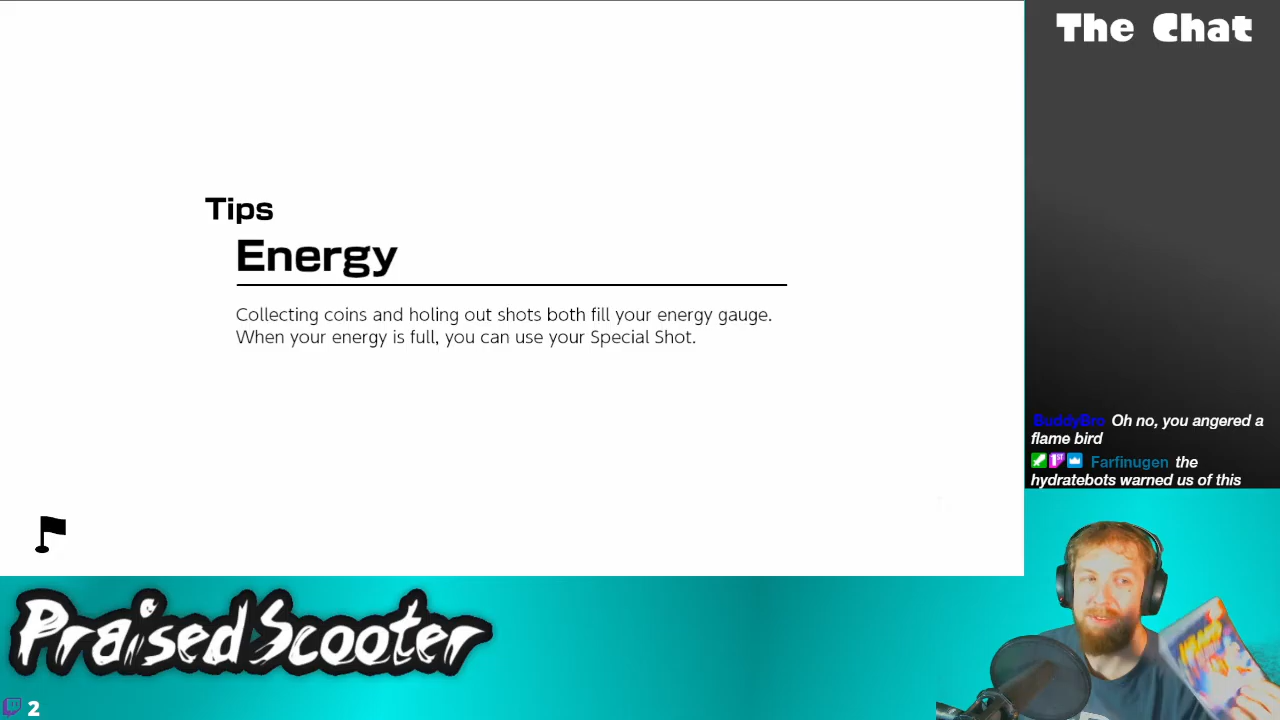 The Chat
Tips
Energy
Collecting coins and holing out shots both fill your energy gauge.
When your energy is full, you can use your Special Shot.
BuddyBro Oh no, you angered a
flame bird
1ST Farfinugen the
hydratebots warned us of this
PraisedScooter
2